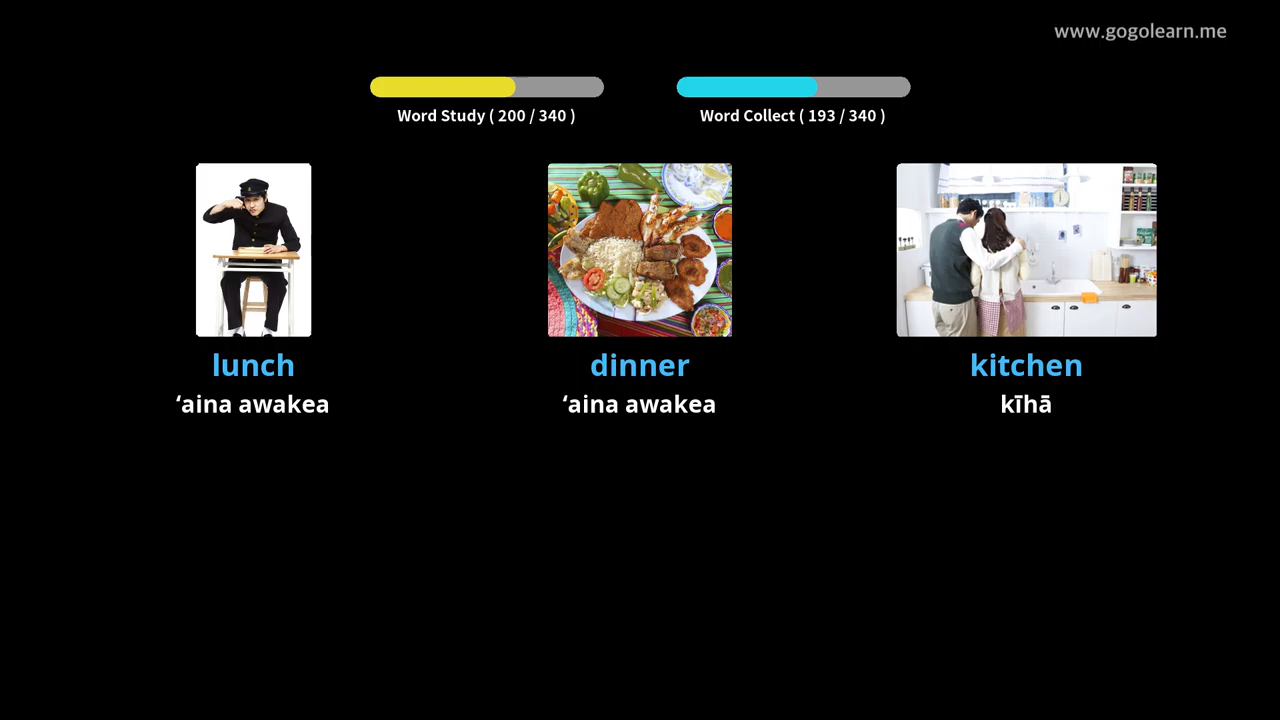 www.gogolearn.me
Word Study ( 200 / 340 )
Word Collect ( 193 / 340 )
lunch
ʻaina awakea
dinner
ʻaina awakea
kitchen
kīhā